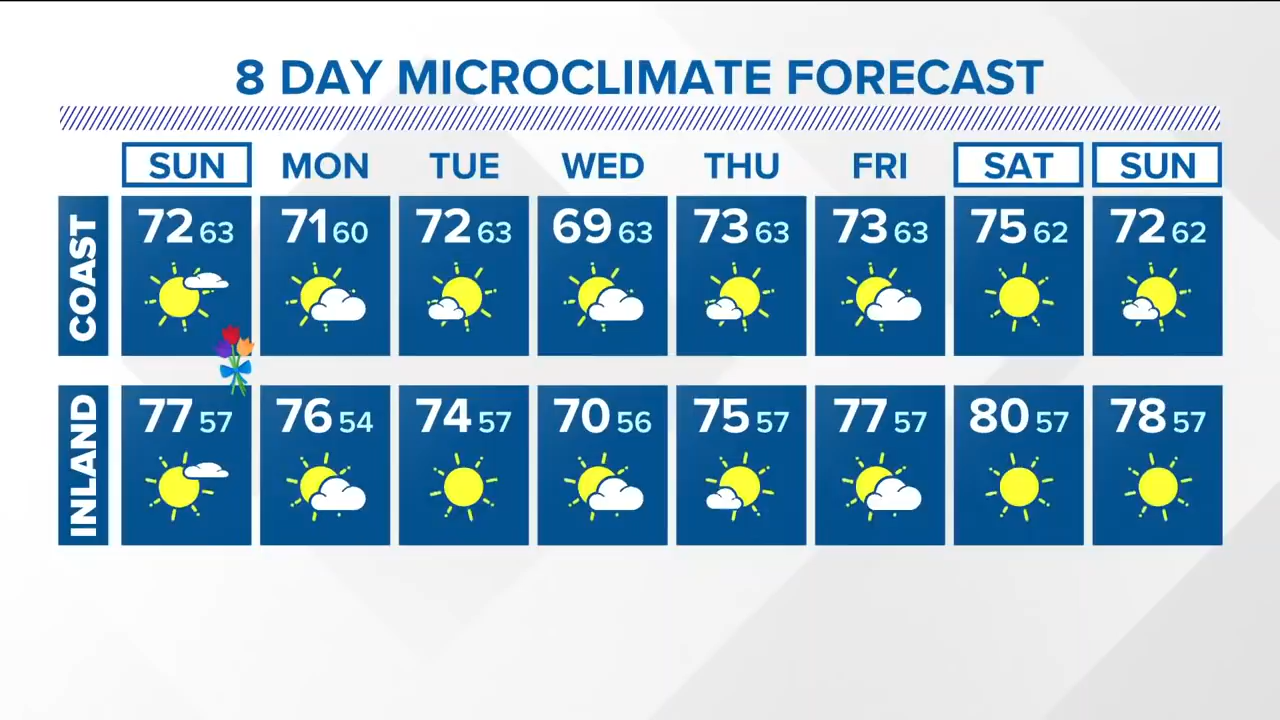 8 DAY MICROCLIMATE FORECAST
SUN MON TUE WED THU FRI SAT SUN
COAST
72 63 71 60 72 63 69 63 73 63 73 63 75 62 72 62
INLAND
77 57 76 54 74 57 70 56 75 57 77 57 80 57 78 57